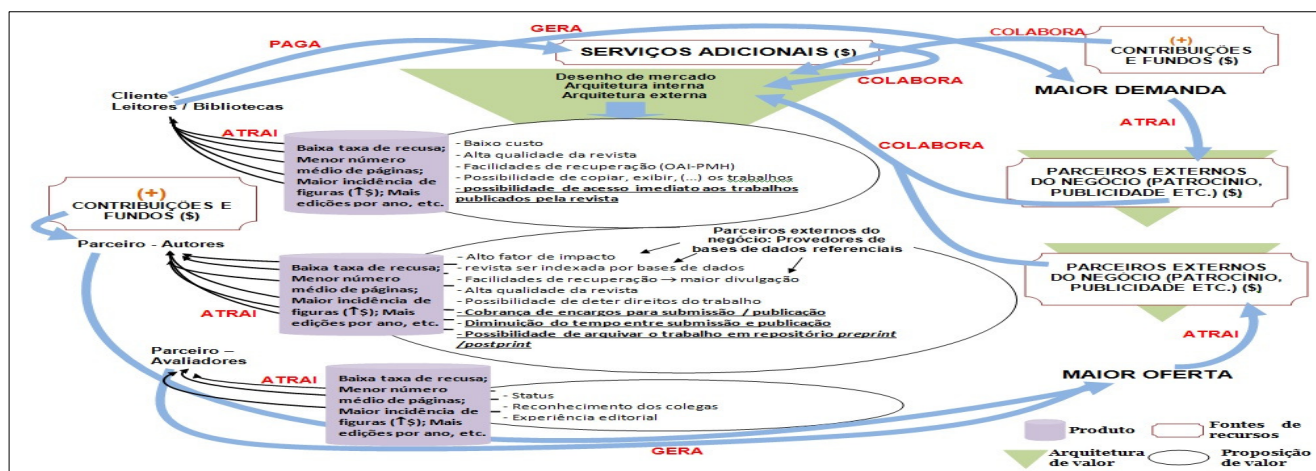 GERA
PAGA
SERVIÇOS ADICIONAIS ($)
COLABORA
(+)
CONTRIBUIÇÕES
E FUNDOS ($)
Desenho de mercado
Arquitetura interna
Arquitetura externa
COLABORA
MAIOR DEMANDA
Cliente -
Leitores / Bibliotecas
ATRAI
Baixa taxa de recusa;
Menor número
médio de páginas;
Maior incidência de
figuras (↑$); Mais
edições por ano, etc.
- Baixo custo
- Alta qualidade da revista
- Facilidades de recuperação (OAI-PMH)
- Possibilidade de copiar, exibir, (...) os trabalhos
- possibilidade de acesso imediato aos trabalhos
publicados pela revista
COLABORA
ATRAI
PARCEIROS EXTERNOS
DO NEGÓCIO (PATROCÍNIO,
PUBLICIDADE ETC.) ($)
(+)
CONTRIBUIÇÕES E
FUNDOS ($)
Parceiro - Autores
Parceiros externos do
negócio: Provedores de
bases de dados referenciais
ATRAI
Baixa taxa de recusa;
Menor número
médio de páginas;
Maior incidência de
figuras (↑$); Mais
edições por ano, etc.
- Alto fator de impacto
- revista ser indexada por bases de dados
- Facilidades de recuperação → maior divulgação
- Alta qualidade da revista
- Possibilidade de deter direitos do trabalho
- Cobrança de encargos para submissão / publicação
- Diminuição do tempo entre submissão e publicação
- Possibilidade de arquivar o trabalho em repositório preprint
/postprint
PARCEIROS EXTERNOS
DO NEGÓCIO (PATROCÍNIO,
PUBLICIDADE ETC.) ($)
ATRAI
Parceiro –
Avaliadores
ATRAI
Baixa taxa de recusa;
Menor número
médio de páginas;
Maior incidência de
figuras (↑$); Mais
edições por ano, etc.
- Status
- Reconhecimento dos colegas
- Experiência editorial
MAIOR OFERTA
GERA
Produto
Fontes de
recursos
Arquitetura
de valor
Proposição
de valor